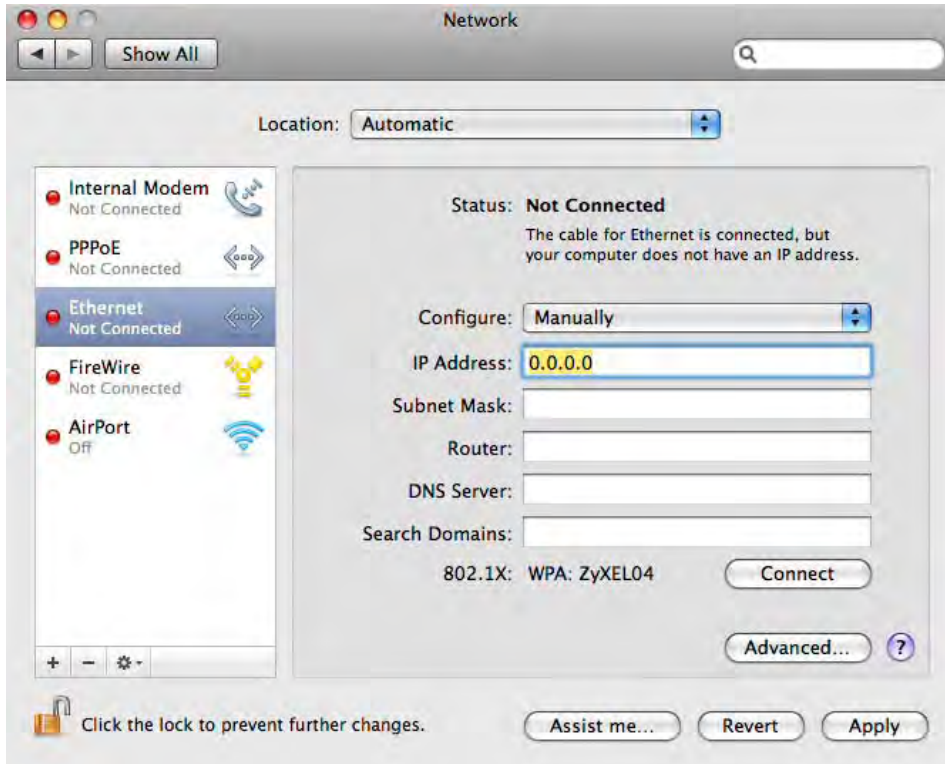 Network
Show All
Location: Automatic
Internal Modem
Not Connected
PPPoE
Not Connected
Ethernet
Not Connected
FireWire
Not Connected
AirPort
Off
Status: Not Connected
The cable for Ethernet is connected, but
your computer does not have an IP address.
Configure: Manually
IP Address: 0.0.0.0
Subnet Mask:
Router:
DNS Server:
Search Domains:
802.1X: WPA: ZyXEL04 Connect
Advanced... ?
Click the lock to prevent further changes.
Assist me... Revert Apply